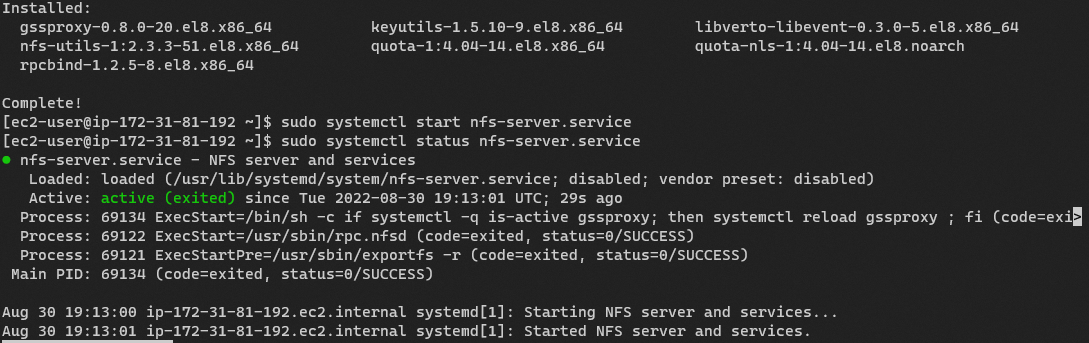 Installed:
gssproxy-0.8.0-20.el8.x86_64 keyutils-1.5.10-9.el8.x86_64 libverto-libevent-0.3.0-5.el8.x86_64
nfs-utils-1:2.3.3-51.el8.x86_64 quota-1:4.04-14.el8.x86_64 quota-nls-1:4.04-14.el8.noarch
rpcbind-1.2.5-8.el8.x86_64
Complete!
[ec2-user@ip-172-31-81-192 ~]$ sudo systemctl start nfs-server.service
[ec2-user@ip-172-31-81-192 ~]$ sudo systemctl status nfs-server.service
● nfs-server.service - NFS server and services
Loaded: loaded (/usr/lib/systemd/system/nfs-server.service; disabled; vendor preset: disabled)
Active: active (exited) since Tue 2022-08-30 19:13:01 UTC; 29s ago
Process: 69134 ExecStart=/bin/sh -c if systemctl -q is-active gssproxy; then systemctl reload gssproxy ; fi (code=exi>
Process: 69122 ExecStart=/usr/sbin/rpc.nfsd (code=exited, status=0/SUCCESS)
Process: 69121 ExecStartPre=/usr/sbin/exportfs -r (code=exited, status=0/SUCCESS)
Main PID: 69134 (code=exited, status=0/SUCCESS)
Aug 30 19:13:00 ip-172-31-81-192.ec2.internal systemd[1]: Starting NFS server and services...
Aug 30 19:13:01 ip-172-31-81-192.ec2.internal systemd[1]: Started NFS server and services.